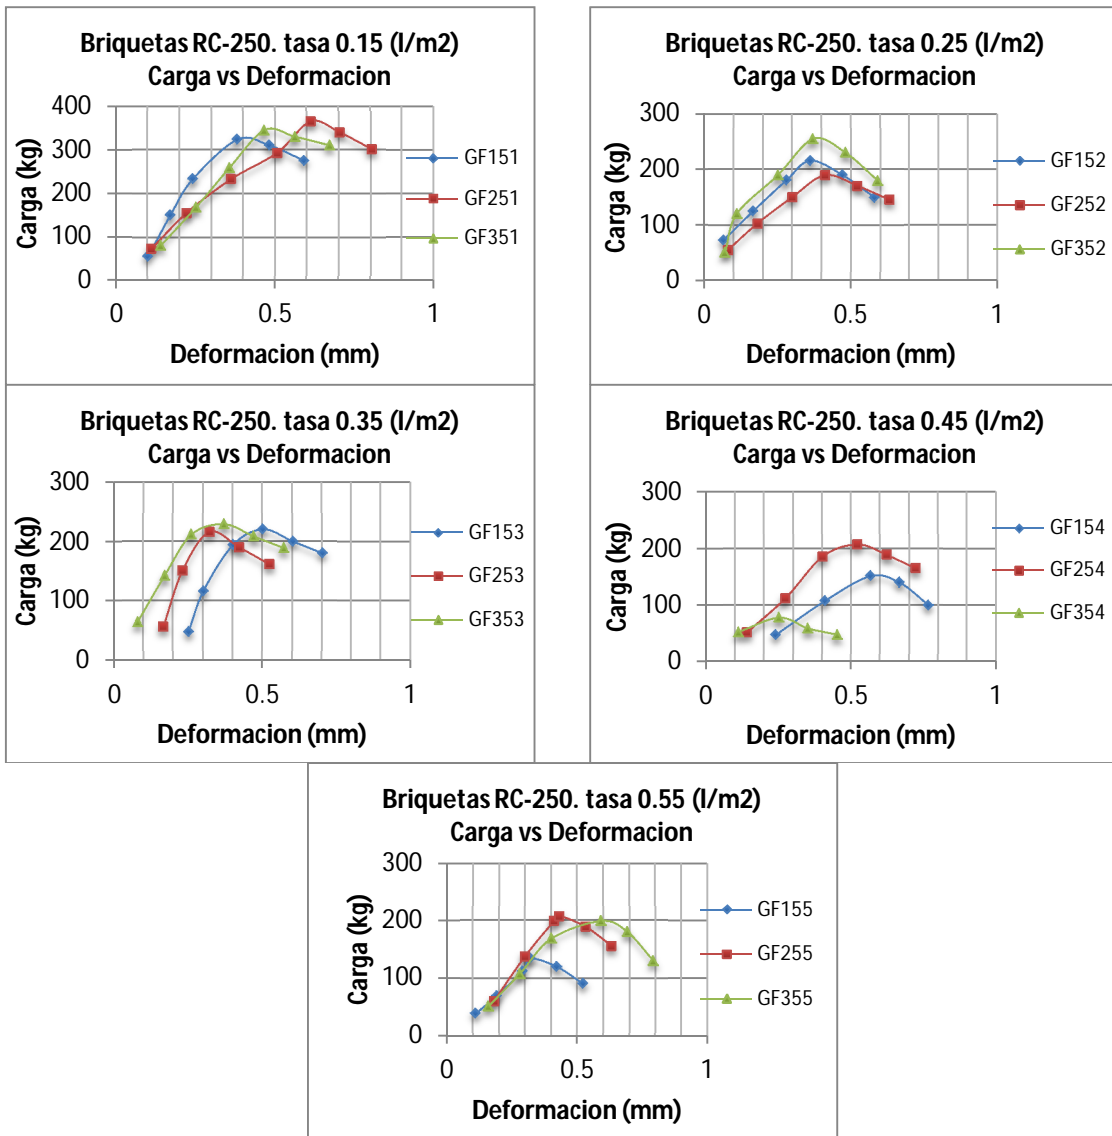 Briquetas RC-250. tasa 0.15 (l/m2)
Carga vs Deformacion
Carga (kg)
400
300
200
100
0
0
0.5
1
Deformacion (mm)
GF151
GF251
GF351
Briquetas RC-250. tasa 0.25 (l/m2)
Carga vs Deformacion
Carga (kg)
300
200
100
0
0
0.5
1
Deformacion (mm)
GF152
GF252
GF352
Briquetas RC-250. tasa 0.35 (l/m2)
Carga vs Deformacion
Carga (kg)
300
200
100
0
0
0.5
1
Deformacion (mm)
GF153
GF253
GF353
Briquetas RC-250. tasa 0.45 (l/m2)
Carga vs Deformacion
Carga (kg)
300
200
100
0
0
0.5
1
Deformacion (mm)
GF154
GF254
GF354
Briquetas RC-250. tasa 0.55 (l/m2)
Carga vs Deformacion
Carga (kg)
300
200
100
0
0
0.5
1
Deformacion (mm)
GF155
GF255
GF355